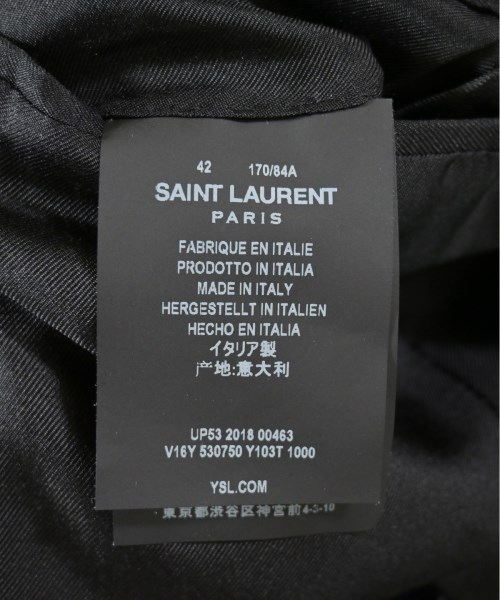 42 170/84A
SAINT LAURENT
PARIS
FABRIQUE EN ITALIE
PRODOTTO IN ITALIA
MADE IN ITALY
HERGESTELLT IN ITALIEN
HECHO EN ITALIA
イタリア製
产地:意大利
UP53 2018 00463
V16Y 530750 Y103T 1000
YSL.COM
東京都渋谷区神宮前